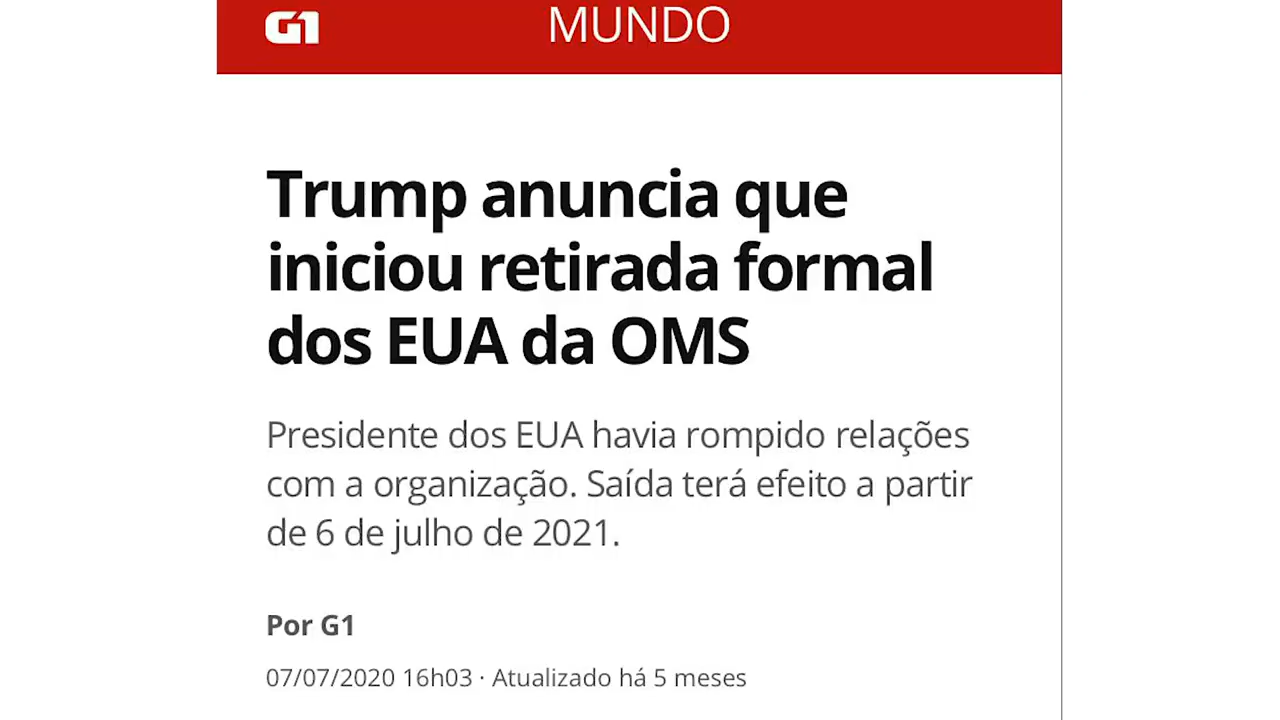 G1
MUNDO
Trump anuncia que
iniciou retirada formal
dos EUA da OMS
Presidente dos EUA havia rompido relações
com a organização. Saída terá efeito a partir
de 6 de julho de 2021.
Por G1
07/07/2020 16h03 · Atualizado há 5 meses